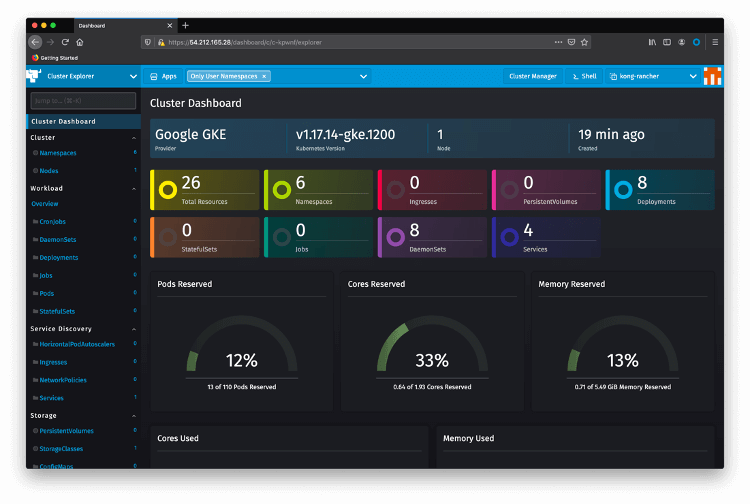 Dashboard
https://54.212.165.28/dashboard/c/c-kpwnf/explorer
Getting Started
Cluster Explorer
Apps
Only User Namespaces ×
Cluster Manager
Shell
kong-rancher
Jump to... (⌘-K)
Cluster Dashboard
Cluster
Namespaces 6
Nodes 1
Workload
Overview
CronJobs 0
DaemonSets 0
Deployments 0
Jobs 0
Pods 0
StatefulSets 0
Service Discovery
HorizontalPodAutoscalers 0
Ingresses 0
NetworkPolicies 0
Services 1
Storage
PersistentVolumes 0
StorageClasses 1
ConfigMaps 0
Cluster Dashboard
Google GKE
Provider
v1.17.14-gke.1200
Kubernetes Version
1
Node
19 min ago
Created
26
Total Resources
6
Namespaces
0
Ingresses
0
PersistentVolumes
8
Deployments
0
StatefulSets
0
Jobs
8
DaemonSets
4
Services
Pods Reserved
12%
13 of 110 Pods Reserved
Cores Reserved
33%
0.64 of 1.93 Cores Reserved
Memory Reserved
13%
0.71 of 5.49 GiB Memory Reserved
Cores Used
Memory Used